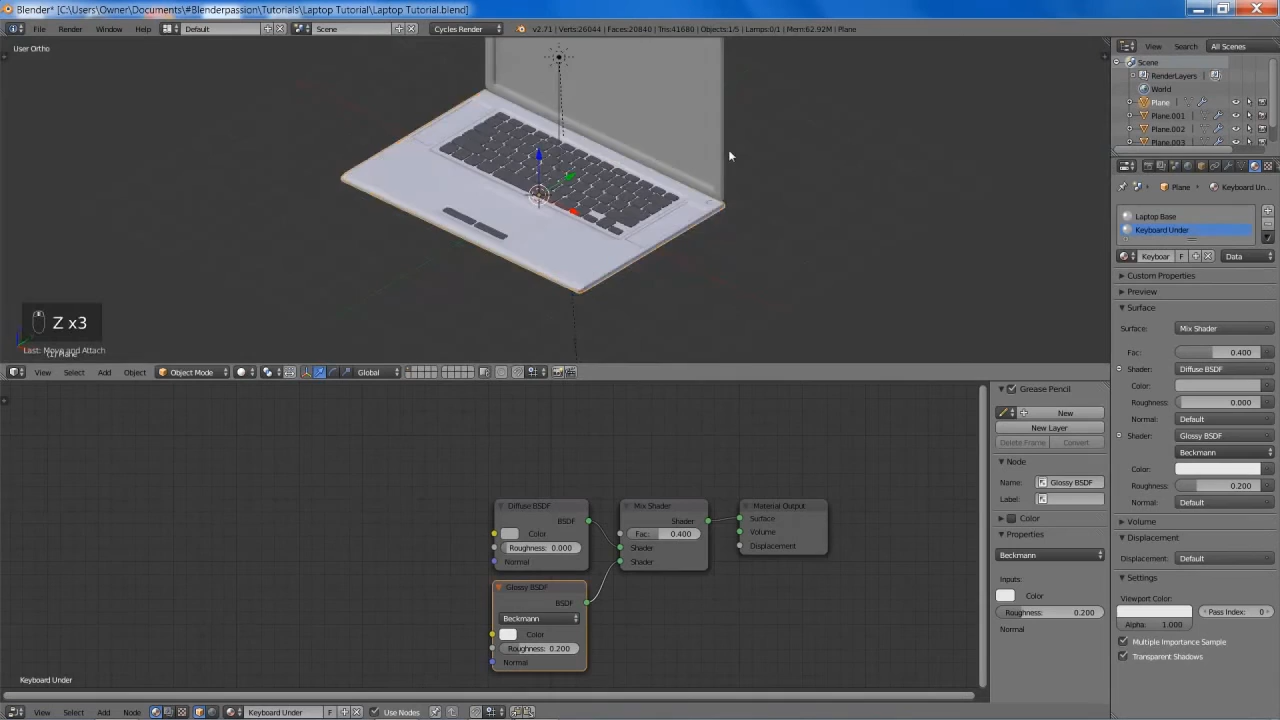 Blender* [C:\Users\Owner\Documents\#Blenderpassion\Tutorials\Laptop Tutorial\Laptop Tutorial.blend]
File Render Window Help Default Scene Cycles Render v2.71 | Verts:26044 | Faces:20840 | Tris:41680 | Objects:1/5 | Lamps:0/1 | Mem:62.92M | Plane
View Search All Scenes
User Ortho
Scene
RenderLayers
World
Plane
Plane.001
Plane.002
Plane.003
Plane Keyboard Un...
Laptop Base
Keyboard Under
Keyboar F Data
Custom Properties
Preview
Surface
Surface: Mix Shader
Fac: 0.400
Shader: Diffuse BSDF
Color:
Roughness: 0.000
Normal: Default
Shader: Glossy BSDF
Beckmann
Color:
Roughness: 0.200
Normal: Default
Volume
Displacement
Displacement: Default
Settings
Viewport Color:
Pass Index: 0
Alpha: 1.000
Multiple Importance Sample
Transparent Shadows
Z x3
Last: Move and Attach
View Select Add Object Object Mode Global
Diffuse BSDF
BSDF
Color
Roughness: 0.000
Normal
Glossy BSDF
BSDF
Beckmann
Color
Roughness: 0.200
Normal
Mix Shader
Shader
Fac: 0.400
Shader
Shader
Material Output
Surface
Volume
Displacement
Grease Pencil
New
New Layer
Delete Frame Convert
Node
Name: Glossy BSDF
Label:
Color
Properties
Beckmann
Inputs:
Color
Roughness: 0.200
Normal
Keyboard Under
View Select Add Node Keyboard Under F Use Nodes